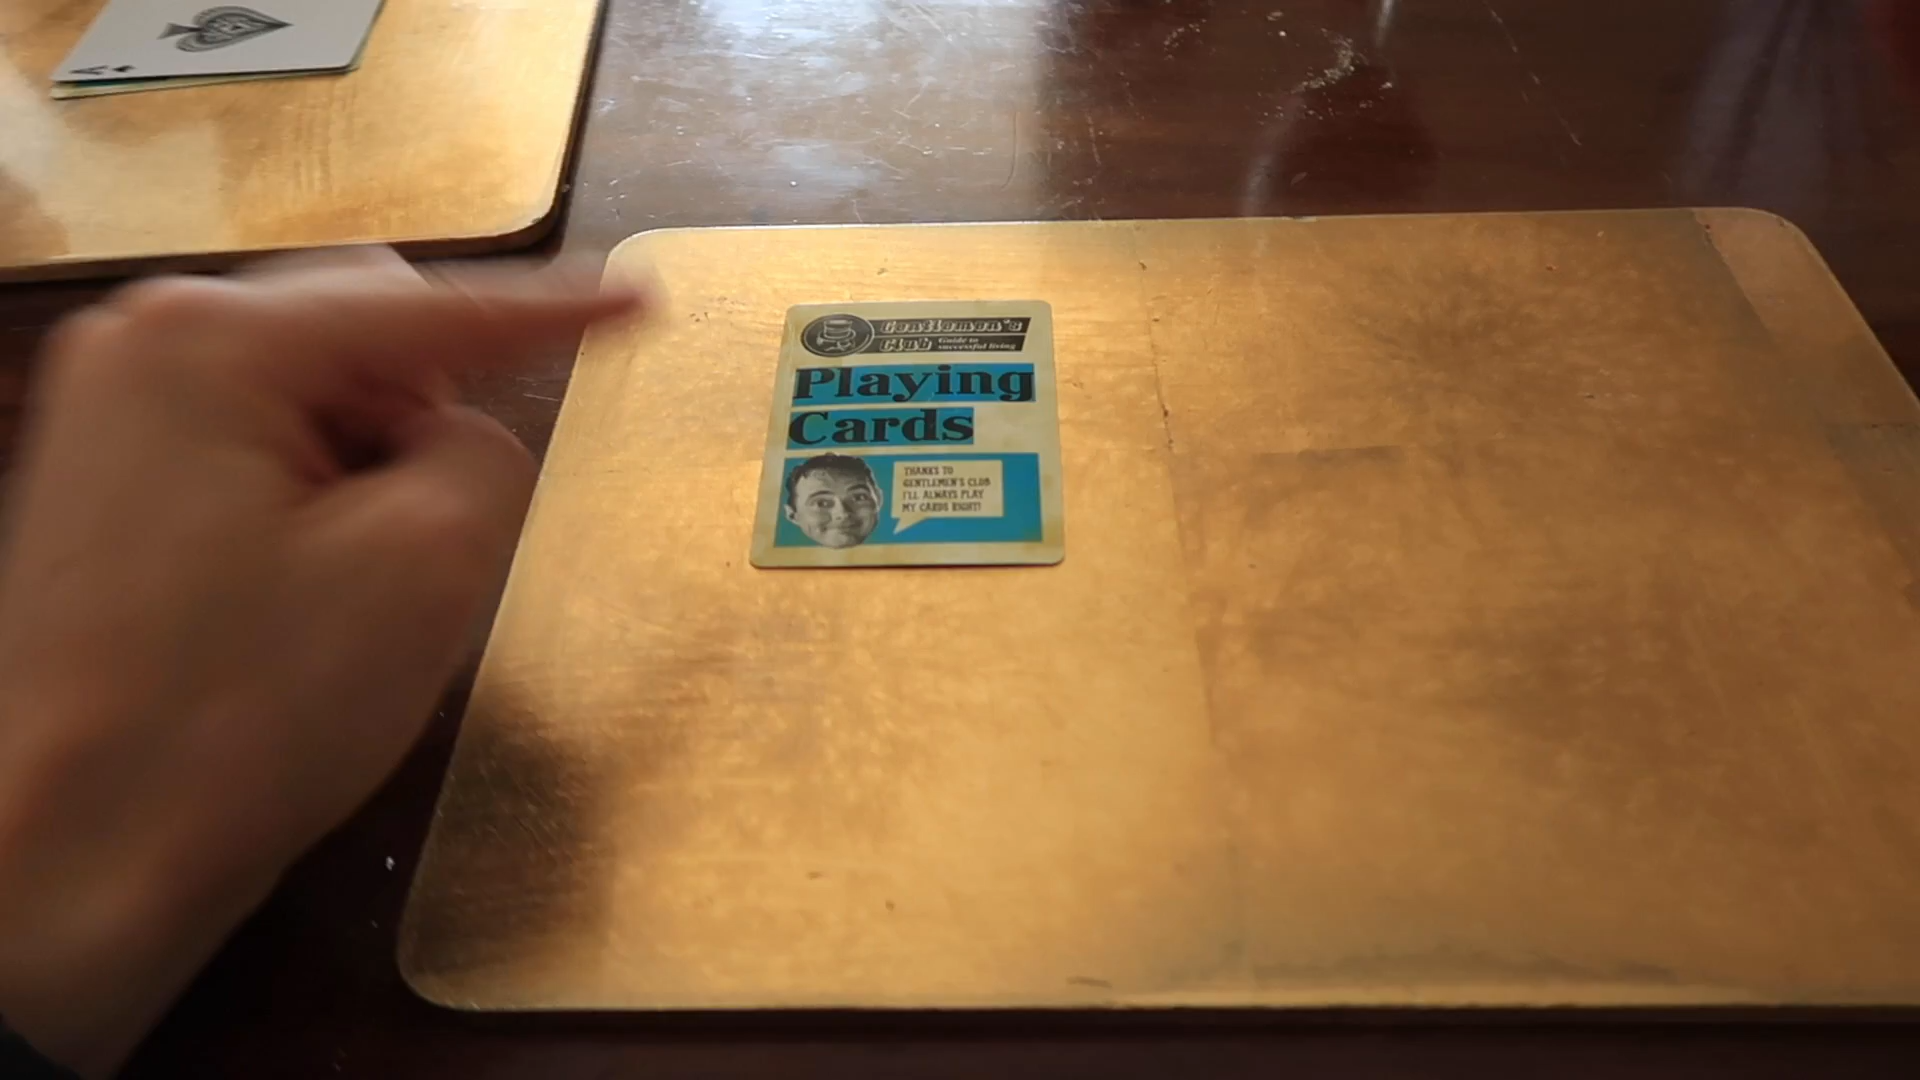 A
Gentlemen's
Club Guide to
successful living
Playing
Cards
THANKS TO
GENTLEMEN'S CLUB
I'LL ALWAYS PLAY
MY CARDS RIGHT!